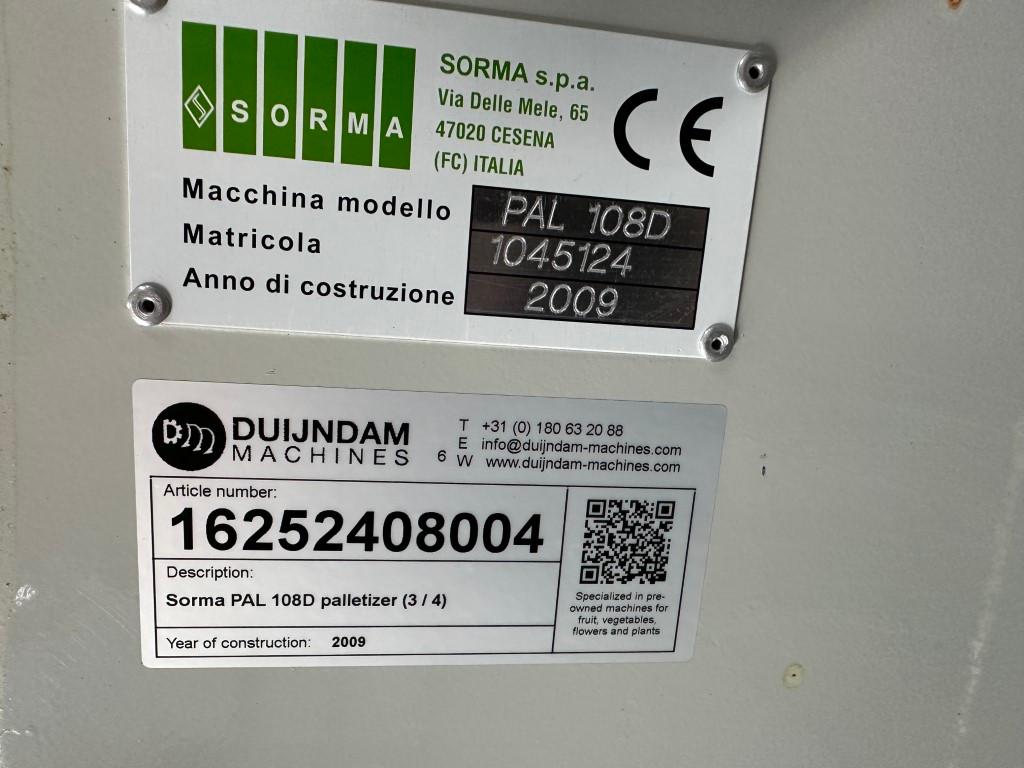 SORMA
SORMA s.p.a.
Via Delle Mele, 65
47020 CESENA
(FC) ITALIA
CE
Macchina modello PAL 108D
Matricola 1045124
Anno di costruzione 2009
DUIJNDAM
MACHINES
T +31 (0) 180 63 20 88
E info@duijndam-machines.com
6 W www.duijndam-machines.com
Article number:
16252408004
Description:
Sorma PAL 108D palletizer (3 / 4)
Year of construction: 2009
Specialized in pre-
owned machines for
fruit, vegetables,
flowers and plants